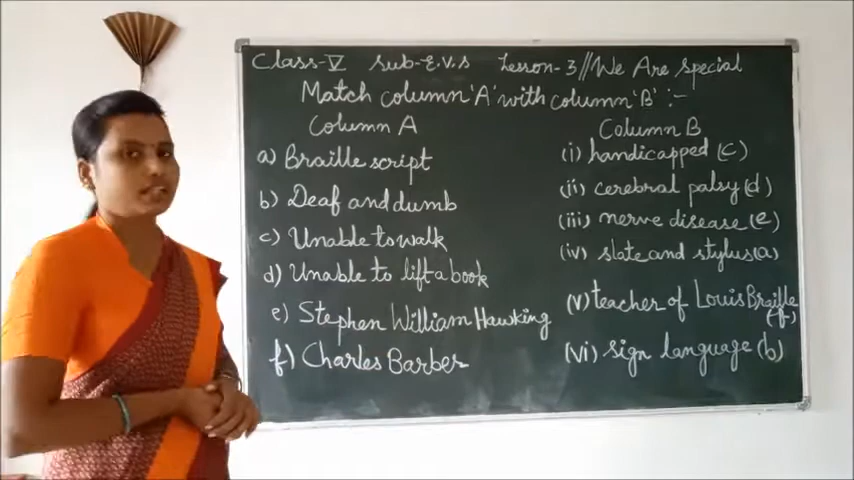 Class-V Sub-E.V.S Lesson-3//We Are Special
Match column 'A' with column 'B' :-
Column A Column B
a) Braille script (i) handicapped (c)
b) Deaf and dumb (ii) cerebral palsy (d)
c) Unable to walk (iii) nerve disease (e)
d) Unable to lift a book (iv) slate and stylus (a)
e) Stephen William Hawking (v) teacher of Louis Braille (f)
f) Charles Barber (vi) sign language (b)